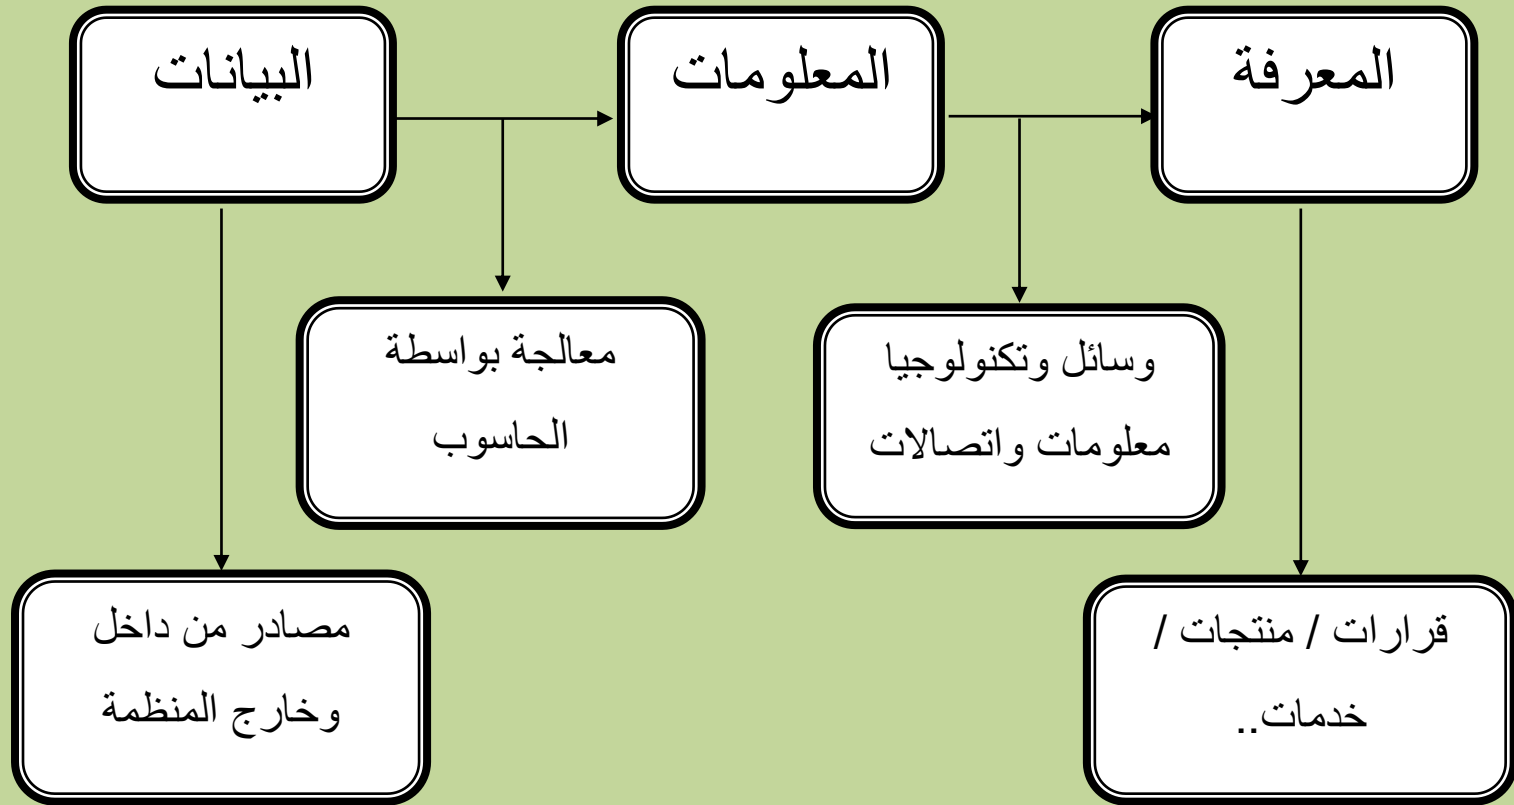 البيانات
المعلومات
المعرفة
معالجة بواسطة
الحاسوب
وسائل وتكنولوجيا
معلومات واتصالات
مصادر من داخل
وخارج المنظمة
قرارات / منتجات /
خدمات..